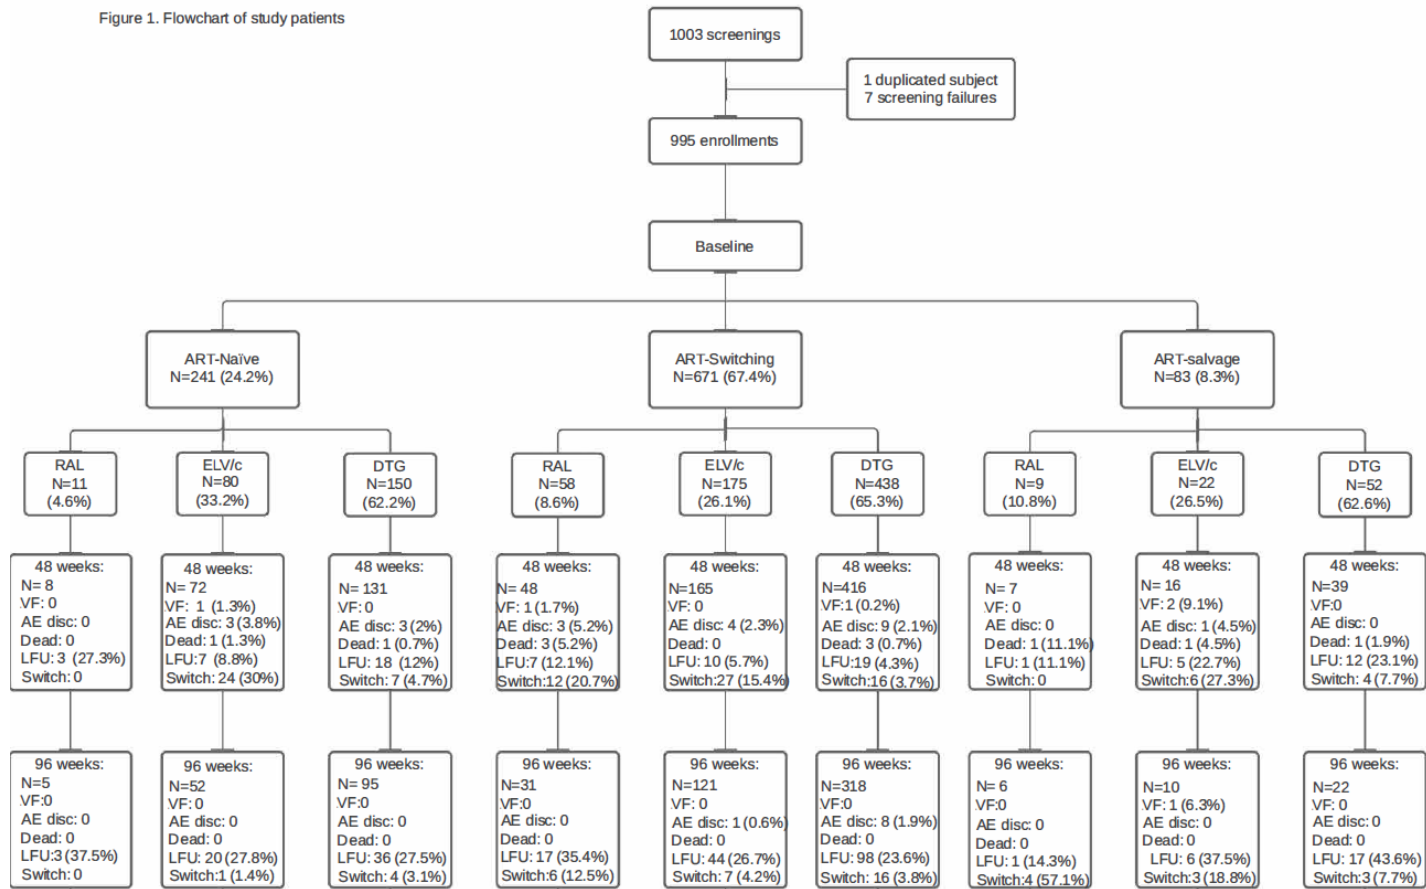 Figure 1. Flowchart of study patients
1003 screenings
1 duplicated subject
7 screening failures
995 enrollments
Baseline
ART-Naïve
N=241 (24.2%)
ART-Switching
N=671 (67.4%)
ART-salvage
N=83 (8.3%)
RAL
N=11
(4.6%)
ELV/c
N=80
(33.2%)
DTG
N=150
(62.2%)
RAL
N=58
(8.6%)
ELV/c
N=175
(26.1%)
DTG
N=438
(65.3%)
RAL
N=9
(10.8%)
ELV/c
N=22
(26.5%)
DTG
N=52
(62.6%)
48 weeks:
N= 8
VF: 0
AE disc: 0
Dead: 0
LFU: 3 (27.3%)
Switch: 0
48 weeks:
N= 72
VF: 1 (1.3%)
AE disc: 3 (3.8%)
Dead: 1 (1.3%)
LFU:7 (8.8%)
Switch: 24 (30%)
48 weeks:
N= 131
VF: 0
AE disc: 3 (2%)
Dead: 1 (0.7%)
LFU: 18 (12%)
Switch: 7 (4.7%)
48 weeks:
N= 48
VF: 1 (1.7%)
AE disc: 3 (5.2%)
Dead: 3 (5.2%)
LFU:7 (12.1%)
Switch:12 (20.7%)
48 weeks:
N= 165
VF: 0
AE disc: 4 (2.3%)
Dead: 0
LFU: 10 (5.7%)
Switch:27 (15.4%)
48 weeks:
N=416
VF:1 (0.2%)
AE disc: 9 (2.1%)
Dead: 3 (0.7%)
LFU:19 (4.3%)
Switch:16 (3.7%)
48 weeks:
N= 7
VF: 0
AE disc: 0
Dead: 1 (11.1%)
LFU: 1 (11.1%)
Switch: 0
48 weeks:
N= 16
VF: 2 (9.1%)
AE disc: 1 (4.5%)
Dead: 1 (4.5%)
LFU: 5 (22.7%)
Switch:6 (27.3%)
48 weeks:
N=39
VF:0
AE disc: 0
Dead: 1 (1.9%)
LFU: 12 (23.1%)
Switch: 4 (7.7%)
96 weeks:
N=5
VF:0
AE disc: 0
Dead: 0
LFU:3 (37.5%)
Switch: 0
96 weeks:
N=52
VF: 0
AE disc: 0
Dead: 0
LFU: 20 (27.8%)
Switch:1 (1.4%)
96 weeks:
N= 95
VF:0
AE disc: 0
Dead: 0
LFU: 36 (27.5%)
Switch: 4 (3.1%)
96 weeks:
N=31
VF: 0
AE disc: 0
Dead: 0
LFU: 17 (35.4%)
Switch:6 (12.5%)
96 weeks:
N=121
VF: 0
AE disc: 1 (0.6%)
Dead: 0
LFU: 44 (26.7%)
Switch: 7 (4.2%)
96 weeks:
N=318
VF:0
AE disc: 8 (1.9%)
Dead: 0
LFU: 98 (23.6%)
Switch: 16 (3.8%)
96 weeks:
N= 6
VF:0
AE disc: 0
Dead: 0
LFU: 1 (14.3%)
Switch:4 (57.1%)
96 weeks:
N=10
VF: 1 (6.3%)
AE disc: 0
Dead: 0
LFU: 6 (37.5%)
Switch:3 (18.8%)
96 weeks:
N=22
VF: 0
AE disc: 0
Dead: 0
LFU: 17 (43.6%)
Switch:3 (7.7%)